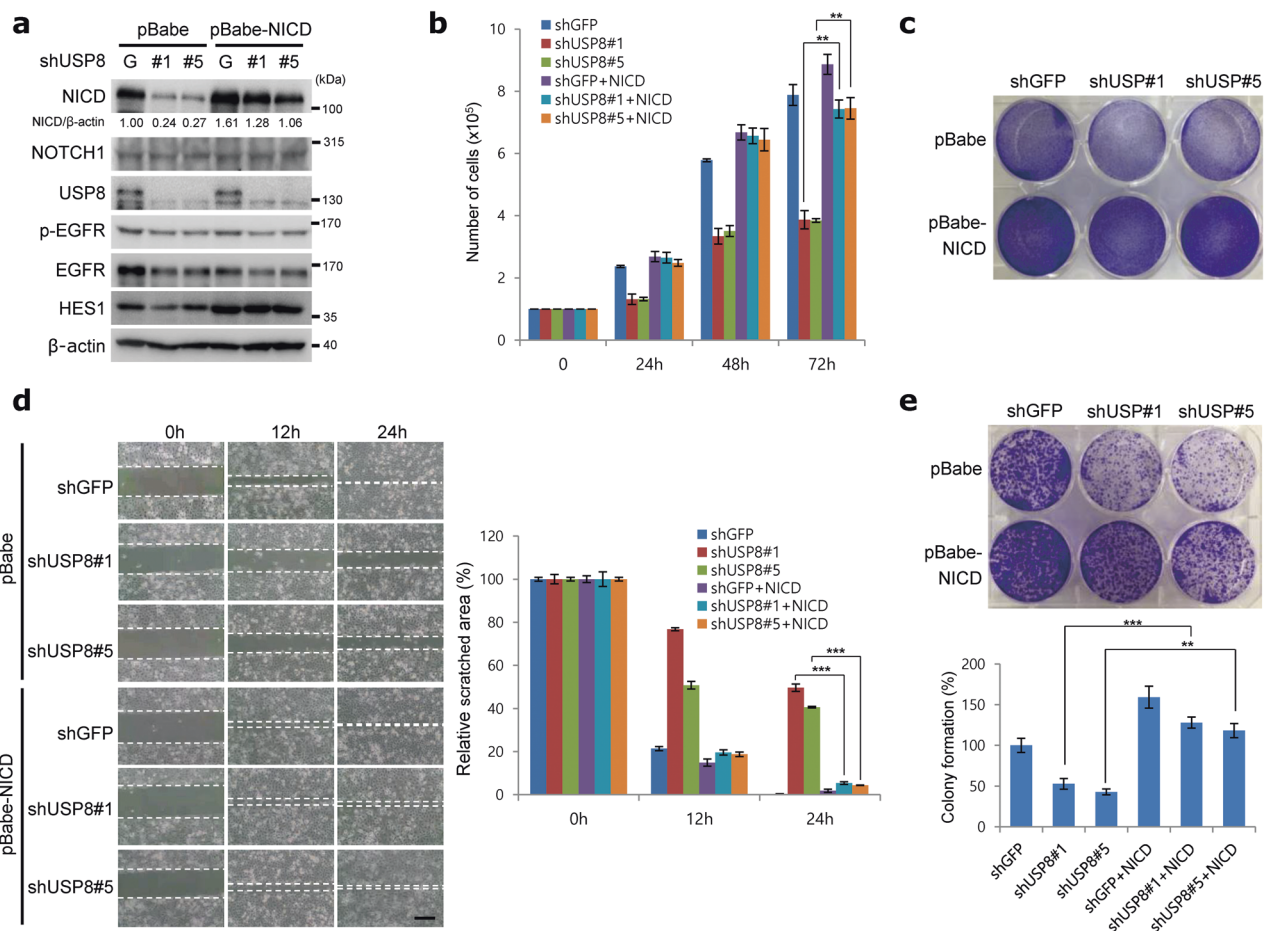 a
pBabe pBabe-NICD
shUSP8 G #1 #5 G #1 #5 (kDa)
NICD 100
NICD/β-actin 1.00 0.24 0.27 1.61 1.28 1.06
NOTCH1 315
USP8 130
p-EGFR 170
EGFR 170
HES1 35
β-actin 40
b
Number of cells (x10⁵)
10
8
6
4
2
0
shGFP
shUSP8#1
shUSP8#5
shGFP+NICD
shUSP8#1+NICD
shUSP8#5+NICD
**
**
0 24h 48h 72h
c
shGFP shUSP#1 shUSP#5
pBabe
pBabe-
NICD
d
0h 12h 24h
pBabe
shGFP
shUSP8#1
shUSP8#5
pBabe-NICD
shGFP
shUSP8#1
shUSP8#5
Relative scratched area (%)
120
100
80
60
40
20
0
shGFP
shUSP8#1
shUSP8#5
shGFP+NICD
shUSP8#1+NICD
shUSP8#5+NICD
***
***
0h 12h 24h
e
shGFP shUSP#1 shUSP#5
pBabe
pBabe-
NICD
***
**
Colony formation (%)
200
150
100
50
0
shGFP
shUSP8#1
shUSP8#5
shGFP+NICD
shUSP8#1+NICD
shUSP8#5+NICD